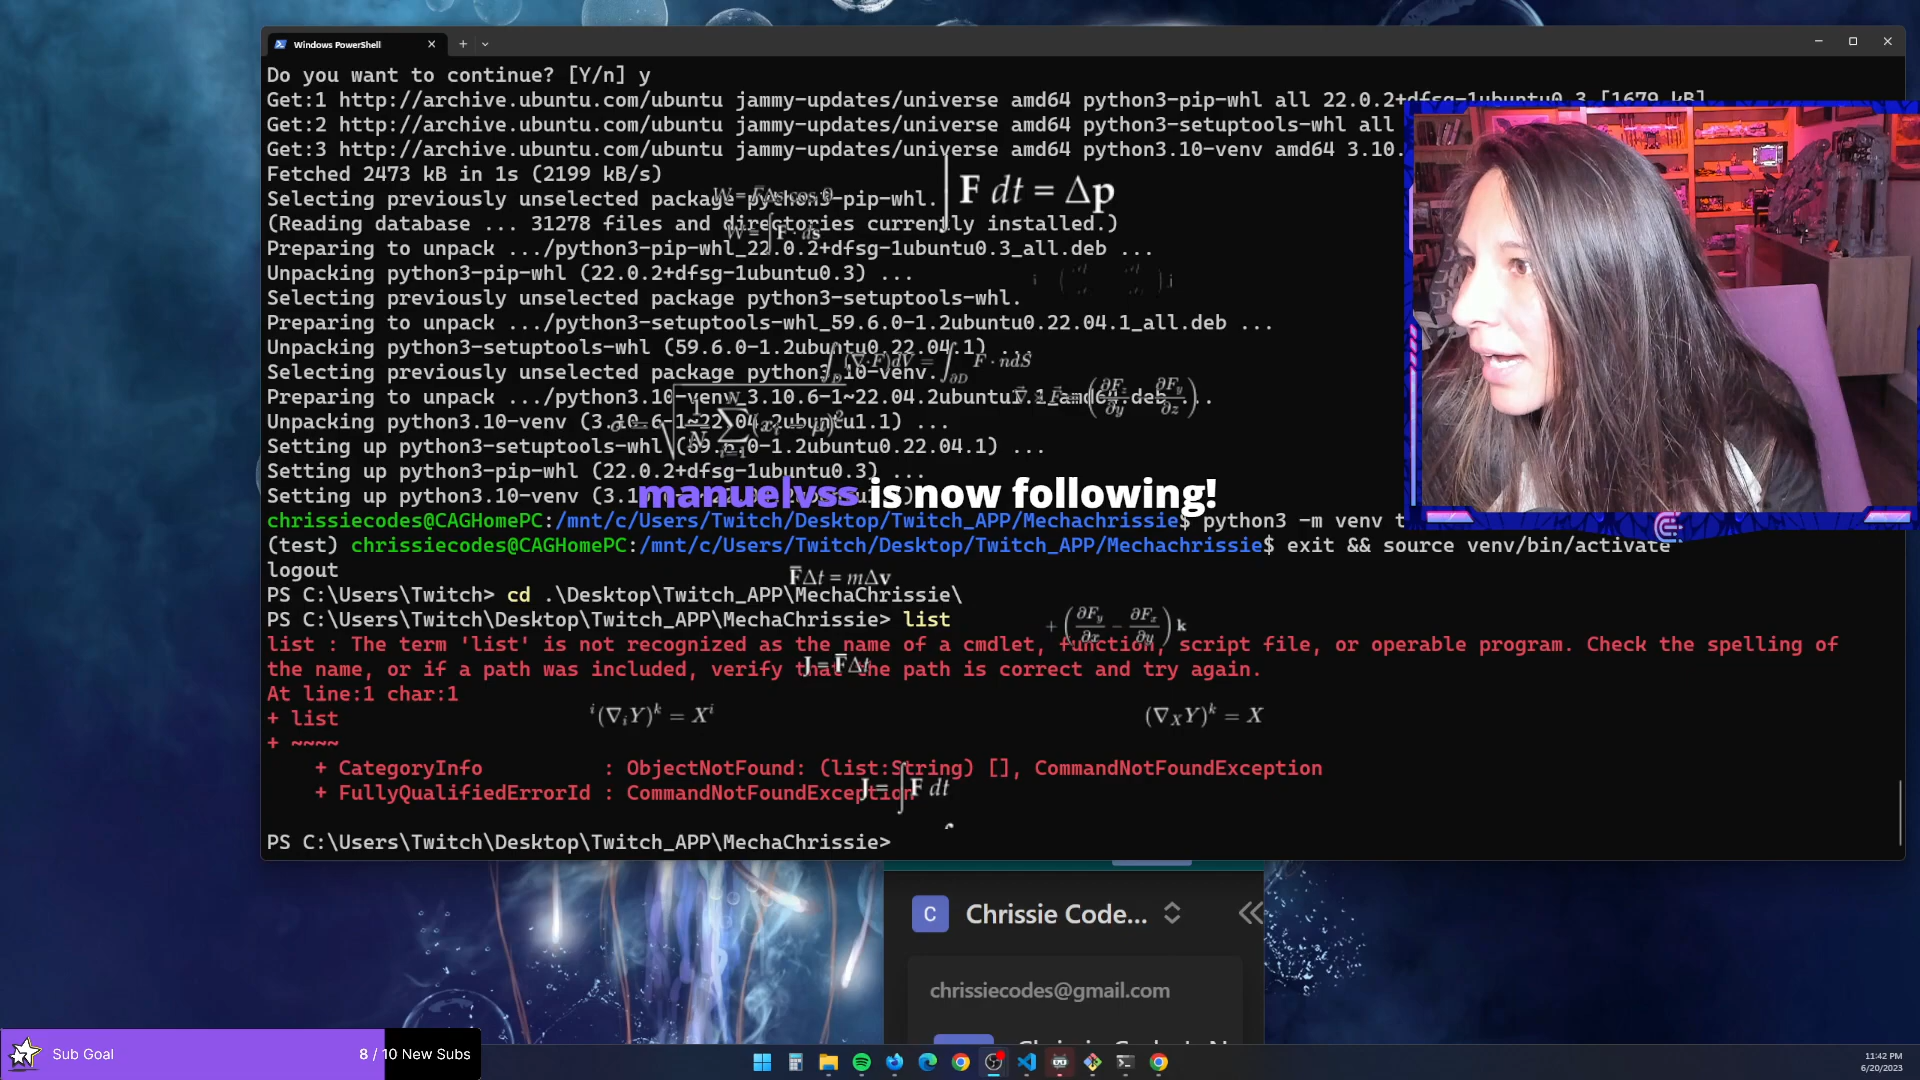 Windows PowerShell
Do you want to continue? [Y/n] y
Get:1 http://archive.ubuntu.com/ubuntu jammy-updates/universe amd64 python3-pip-whl all 22.0.2+dfsg-1ubuntu0.3 [1679 kB]
Get:2 http://archive.ubuntu.com/ubuntu jammy-updates/universe amd64 python3-setuptools-whl all
Get:3 http://archive.ubuntu.com/ubuntu jammy-updates/universe amd64 python3.10-venv amd64 3.10.
Fetched 2473 kB in 1s (2199 kB/s)
Selecting previously unselected package python3-pip-whl.
(Reading database ... 31278 files and directories currently installed.)
Preparing to unpack .../python3-pip-whl_22.0.2+dfsg-1ubuntu0.3_all.deb ...
Unpacking python3-pip-whl (22.0.2+dfsg-1ubuntu0.3) ...
Selecting previously unselected package python3-setuptools-whl.
Preparing to unpack .../python3-setuptools-whl_59.6.0-1.2ubuntu0.22.04.1_all.deb ...
Unpacking python3-setuptools-whl (59.6.0-1.2ubuntu0.22.04.1) ...
Selecting previously unselected package python3.10-venv.
Preparing to unpack .../python3.10-venv_3.10.6-1~22.04.2ubuntu1.1_amd64.deb ...
Unpacking python3.10-venv (3.10.6-1~22.04.2ubuntu1.1) ...
Setting up python3-setuptools-whl (59.6.0-1.2ubuntu0.22.04.1) ...
Setting up python3-pip-whl (22.0.2+dfsg-1ubuntu0.3) ...
Setting up python3.10-venv
manuelvss is now following!
chrissiecodes@CAGHomePC:/mnt/c/Users/Twitch/Desktop/Twitch_APP/Mechachrissie$ python3 -m venv
(test) chrissiecodes@CAGHomePC:/mnt/c/Users/Twitch/Desktop/Twitch_APP/Mechachrissie$ exit && source venv/bin/activate
logout
PS C:\Users\Twitch> cd .\Desktop\Twitch_APP\MechaChrissie\
PS C:\Users\Twitch\Desktop\Twitch_APP\MechaChrissie> list
list : The term 'list' is not recognized as the name of a cmdlet, function, script file, or operable program. Check the spelling of
the name, or if a path was included, verify that the path is correct and try again.
At line:1 char:1
+ list
+ ~~~~
+ CategoryInfo : ObjectNotFound: (list:String) [], CommandNotFoundException
+ FullyQualifiedErrorId : CommandNotFoundException
PS C:\Users\Twitch\Desktop\Twitch_APP\MechaChrissie>
F dt = Δp
F̅Δt = mΔv
J = F̅Δt
ⁱ(∇ᵢY)ᵏ = Xⁱ
(∇ₓY)ᵏ = X
J = ∫F dt
C Chrissie Code...
chrissiecodes@gmail.com
Sub Goal 8 / 10 New Subs
11:42 PM
6/20/2023